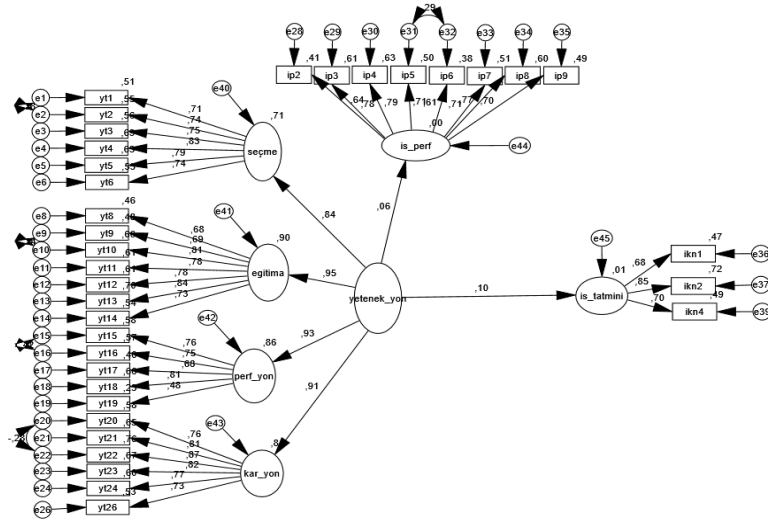 ,29
e28 e29 e30 e31 e32 e33 e34 e35
,41 ,61 ,63 ,50 ,38 ,51 ,60 ,49
ip2 ip3 ip4 ip5 ip6 ip7 ip8 ip9
,64 ,78 ,79 ,71 ,61 ,71 ,77 ,70
,00
is_perf
e44
,06
e40
,71
seçme
,51
e1 yt1 ,71
e2 yt2 ,74
e3 yt3 ,75
e4 yt4 ,83
e5 yt5 ,79
e6 yt6 ,74
,84
,46
e41
,90
egitima
e8 yt8 ,68
e9 yt9 ,69
e10 yt10 ,81
e11 yt11 ,78
e12 yt12 ,78
e13 yt13 ,84
e14 yt14 ,73
,95
yetenek_yon
e42
,86
perf_yon
e15 yt15 ,76
e16 yt16 ,75
e17 yt17 ,68
e18 yt18 ,81
e19 yt19 ,48
,93
,91
e43
kar_yon
e20 yt20 ,76
-,28
e21 yt21 ,81
e22 yt22 ,87
e23 yt23 ,82
e24 yt24 ,77
e26 yt26 ,73
,10
e45
,01
is_tatmini
,47
,68 ikn1 e36
,72
,85 ikn2 e37
,49
,70 ikn4 e39